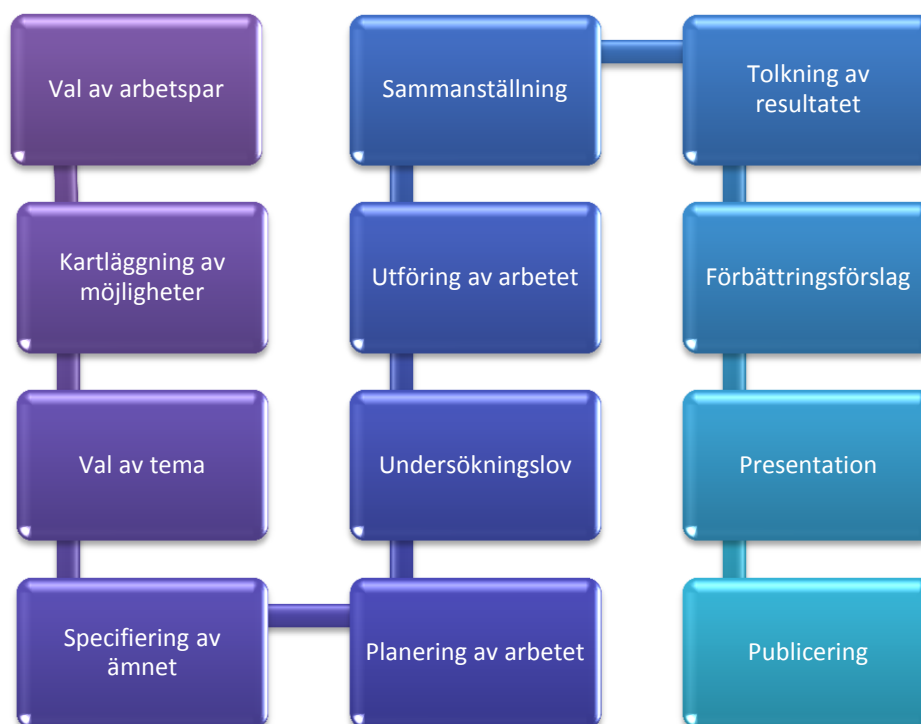 Val av arbetspar
Kartläggning av
möjligheter
Val av tema
Specifiering av
ämnet
Planering av arbetet
Undersökningslov
Utföring av arbetet
Sammanställning
Tolkning av
resultatet
Förbättringsförslag
Presentation
Publicering